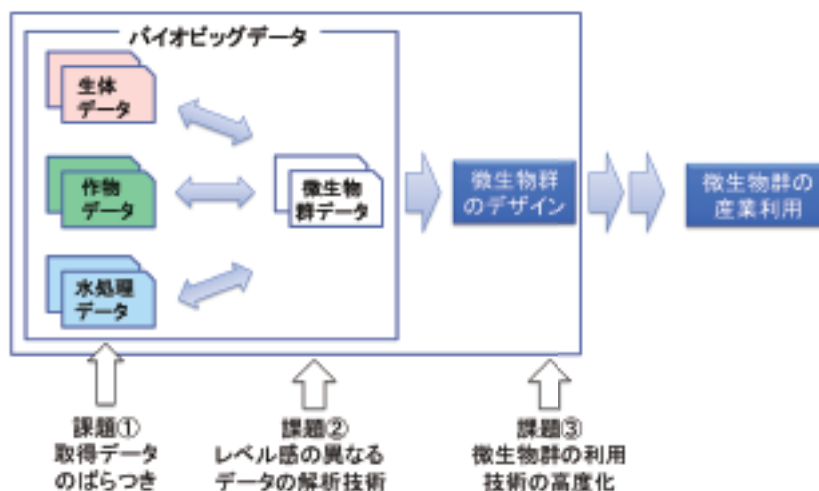 バイオビッグデータ
生体
データ
作物
データ
水処理
データ
微生物
群データ
微生物群
のデザイン
微生物群の
産業利用
課題①
取得データ
のばらつき
課題②
レベル感の異なる
データの解析技術
課題③
微生物群の利用
技術の高度化